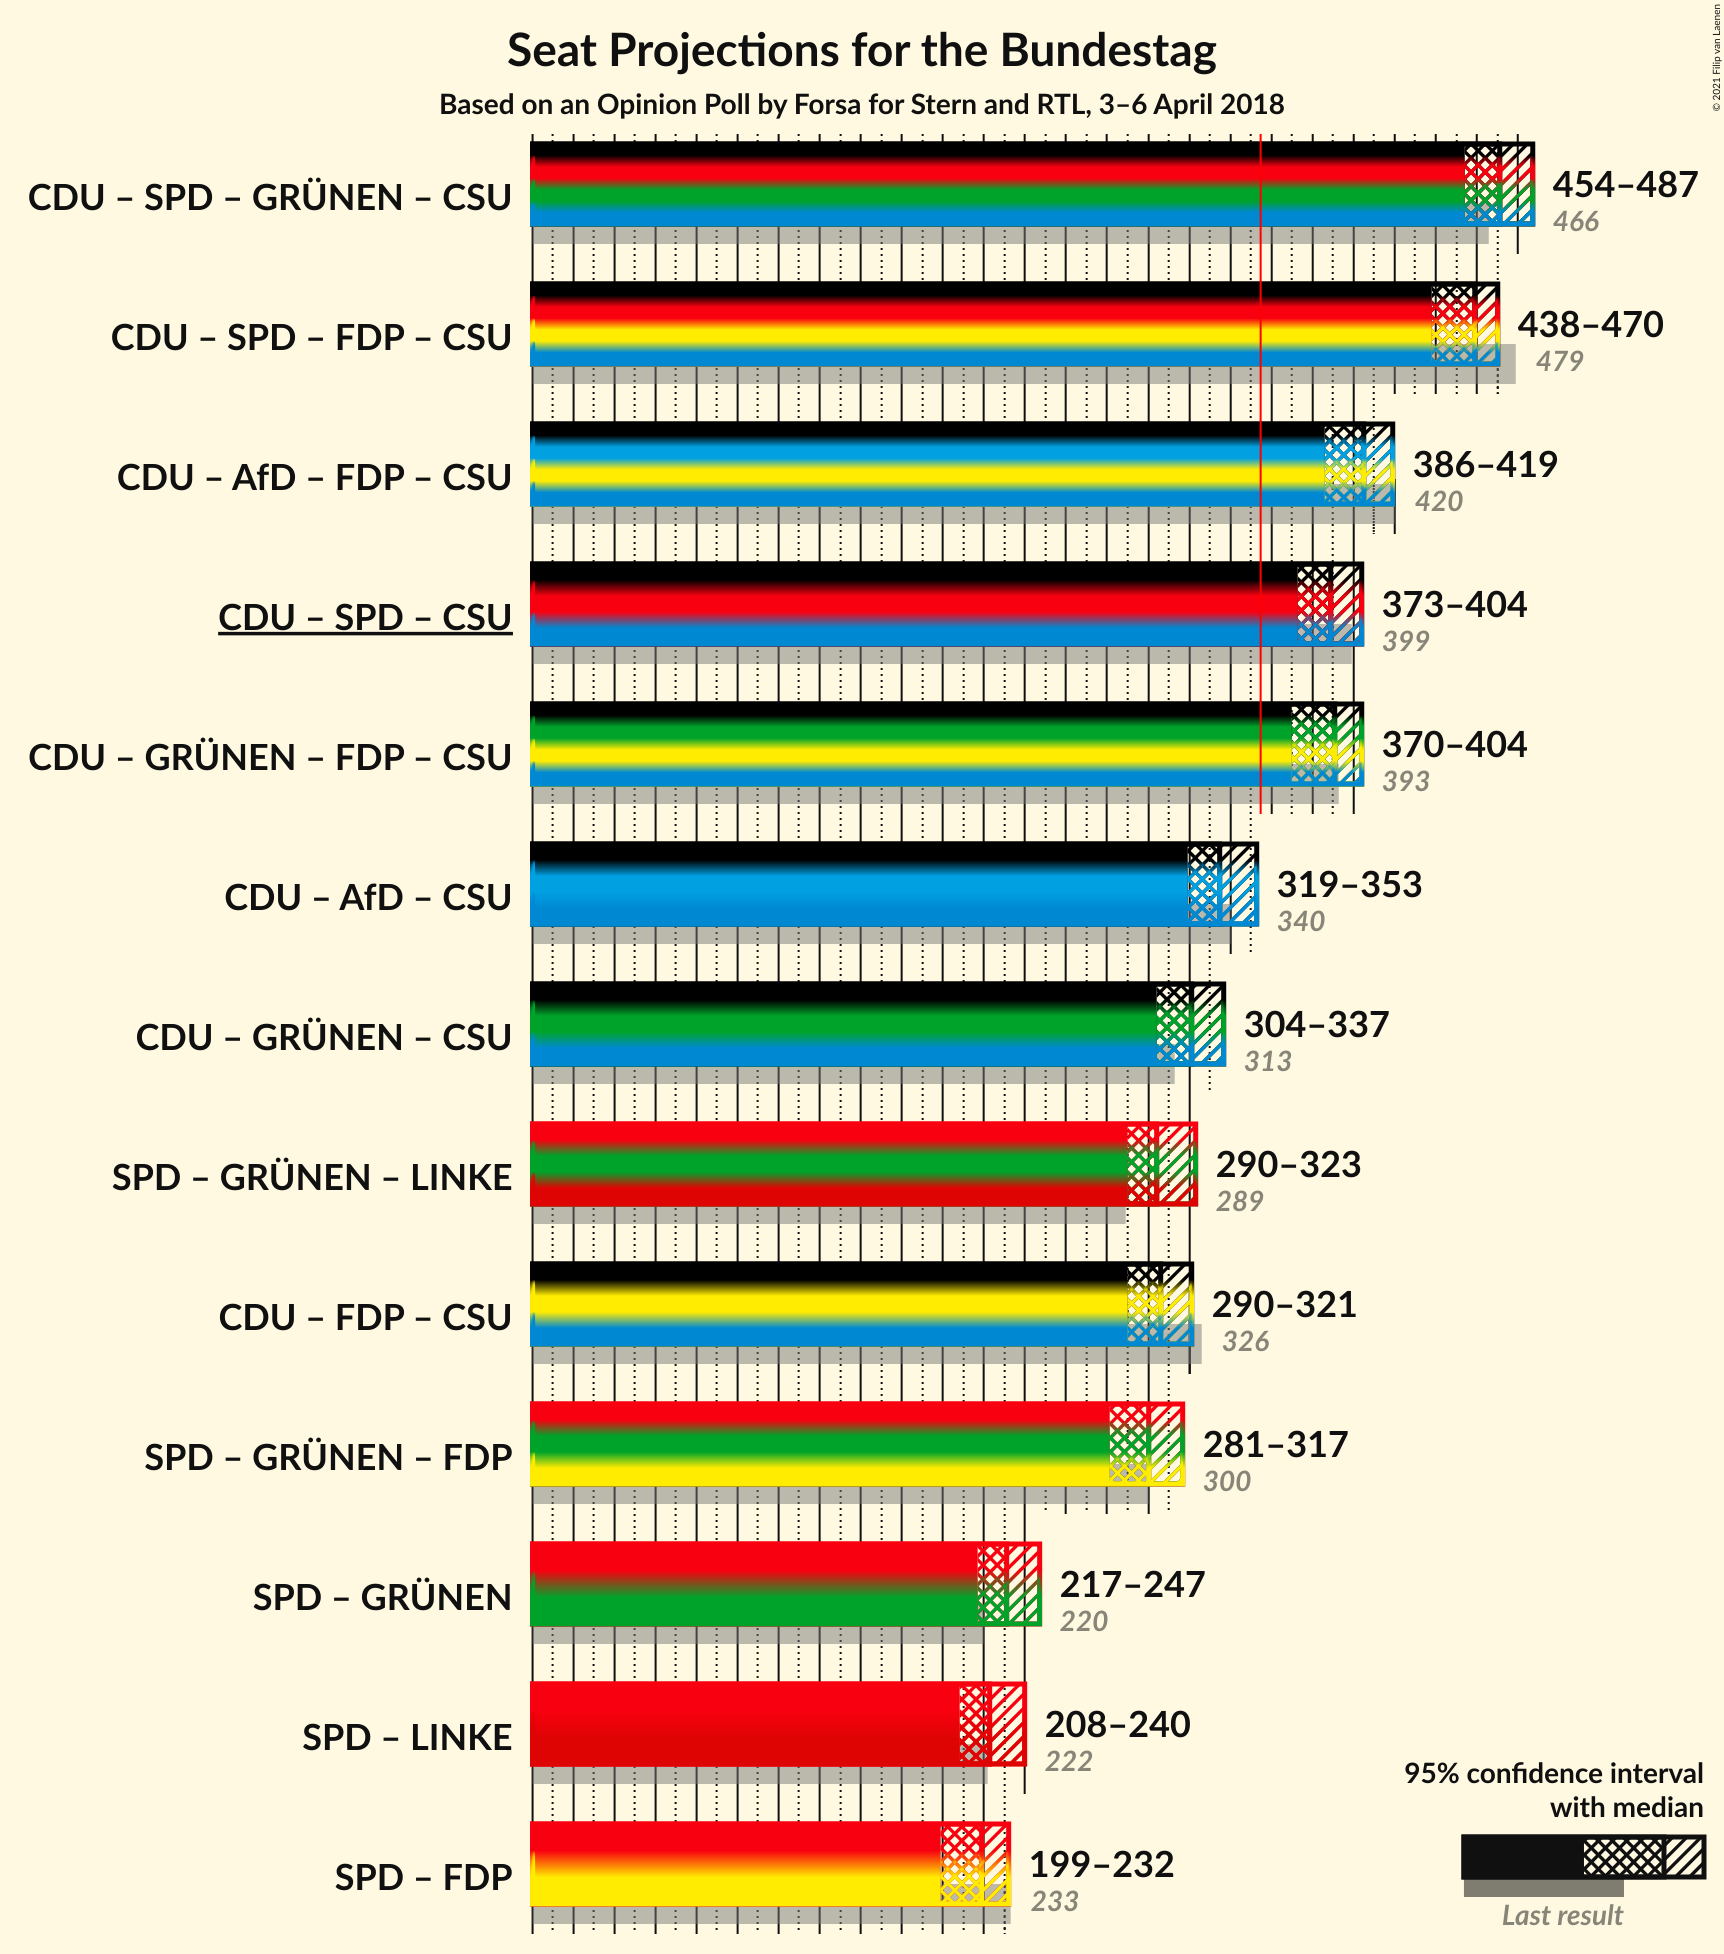 Seat Projections for the Bundestag
Based on an Opinion Poll by Forsa for Stern and RTL, 3–6 April 2018
© 2021 Filip van Laenen
CDU – SPD – GRÜNEN – CSU
454–487
466
CDU – SPD – FDP – CSU
438–470
479
CDU – AfD – FDP – CSU
386–419
420
CDU – SPD – CSU
373–404
399
CDU – GRÜNEN – FDP – CSU
370–404
393
CDU – AfD – CSU
319–353
340
CDU – GRÜNEN – CSU
304–337
313
SPD – GRÜNEN – LINKE
290–323
289
CDU – FDP – CSU
290–321
326
SPD – GRÜNEN – FDP
281–317
300
SPD – GRÜNEN
217–247
220
SPD – LINKE
208–240
222
SPD – FDP
199–232
233
95% confidence interval
with median
Last result